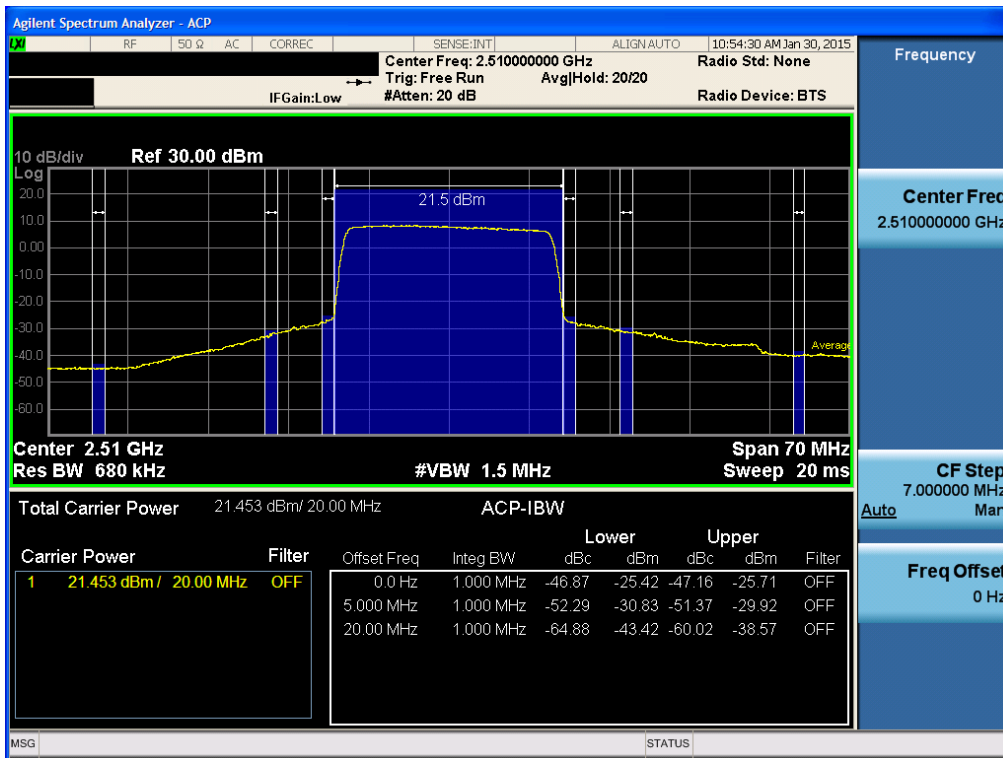 Agilent Spectrum Analyzer - ACP
LXI RF 50 Ω AC CORREC SENSE:INT ALIGN AUTO 10:54:30 AM Jan 30, 2015
Center Freq: 2.510000000 GHz Radio Std: None
Trig: Free Run Avg|Hold: 20/20
IFGain:Low #Atten: 20 dB Radio Device: BTS
10 dB/div Ref 30.00 dBm
Log
20.0
10.0
0.00
-10.0
-20.0
-30.0
-40.0
-50.0
-60.0
21.5 dBm
Average
Center 2.51 GHz Span 70 MHz
Res BW 680 kHz #VBW 1.5 MHz Sweep 20 ms
Total Carrier Power 21.453 dBm/ 20.00 MHz ACP-IBW
Lower Upper
Carrier Power Filter Offset Freq Integ BW dBc dBm dBc dBm Filter
1 21.453 dBm / 20.00 MHz OFF 0.0 Hz 1.000 MHz -46.87 -25.42 -47.16 -25.71 OFF
5.000 MHz 1.000 MHz -52.29 -30.83 -51.37 -29.92 OFF
20.00 MHz 1.000 MHz -64.88 -43.42 -60.02 -38.57 OFF
MSG STATUS
Frequency
Center Freq
2.510000000 GHz
CF Step
7.000000 MHz
Auto Man
Freq Offset
0 Hz